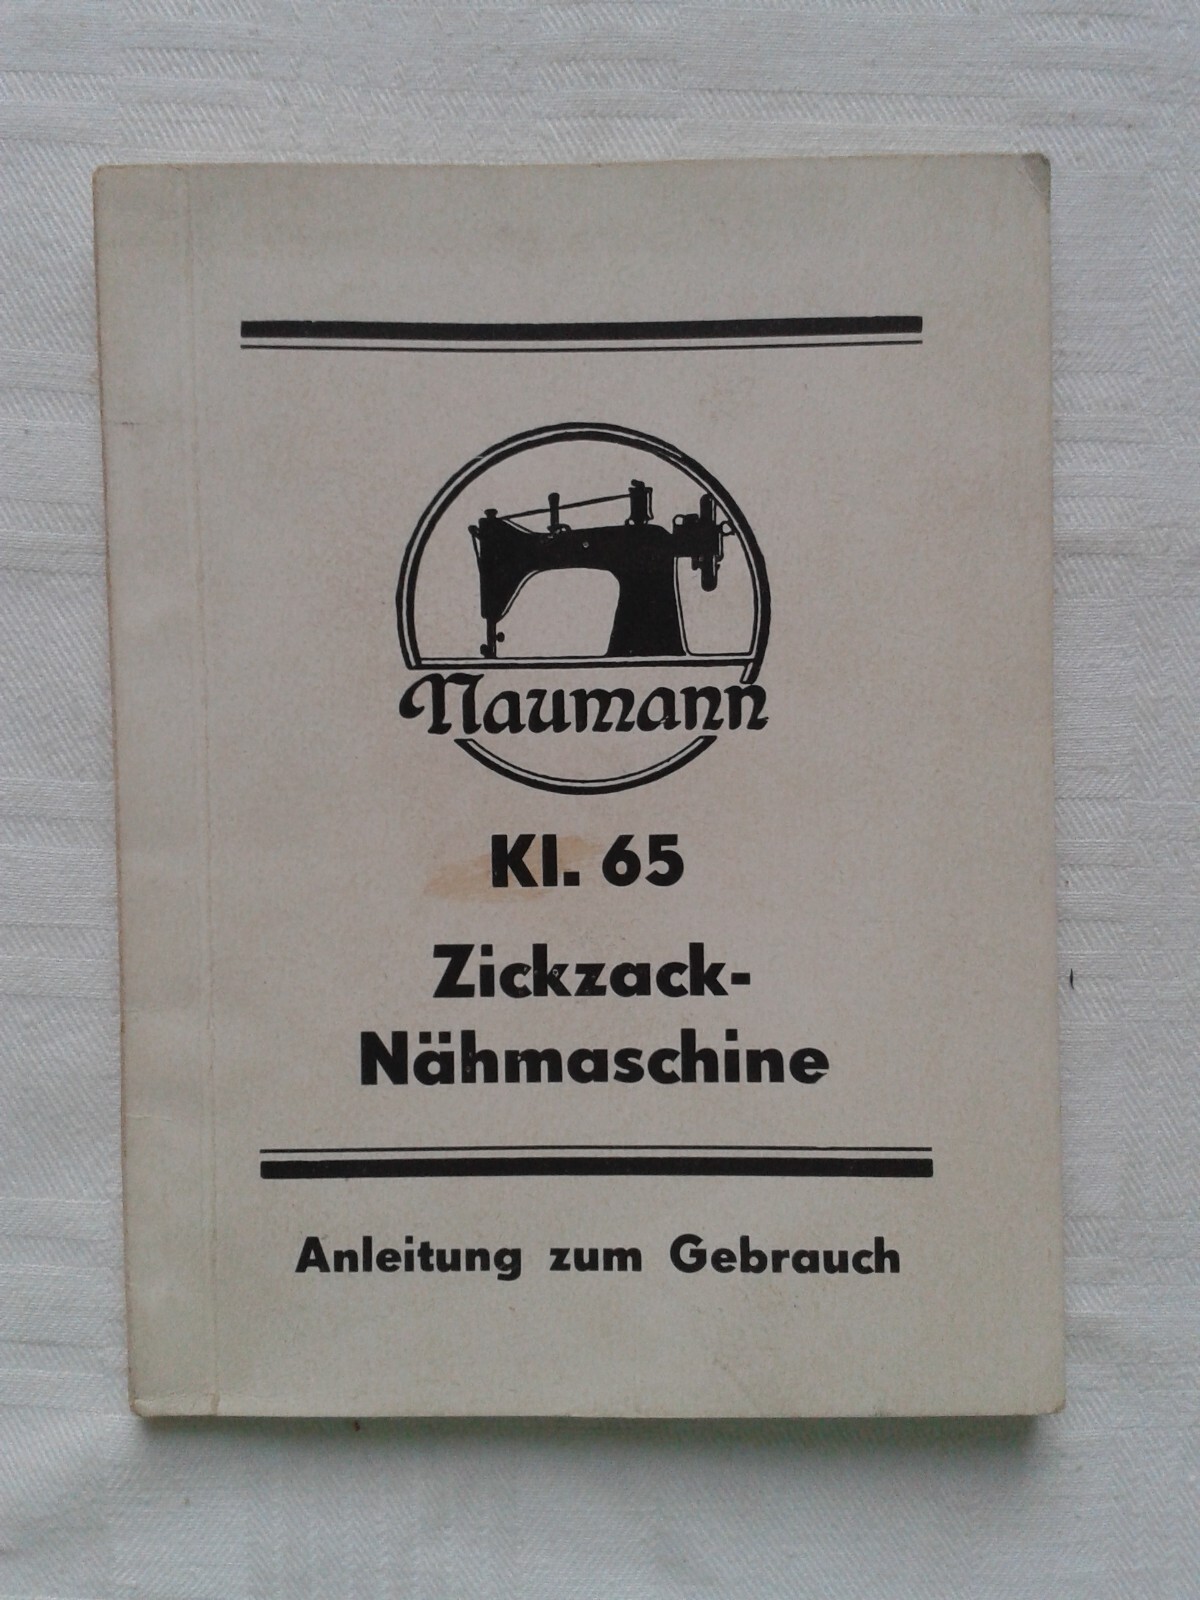 Naumann
Kl. 65
Zickzack-
Nähmaschine
Anleitung zum Gebrauch